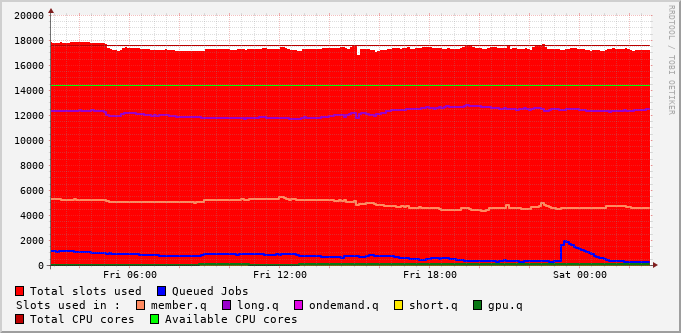 RRDTOOL / TOBI OETIKER
20000
18000
16000
14000
12000
10000
8000
6000
4000
2000
0
Fri 06:00 Fri 12:00 Fri 18:00 Sat 00:00
Total slots used Queued Jobs
Slots used in : member.q long.q ondemand.q short.q gpu.q
Total CPU cores Available CPU cores